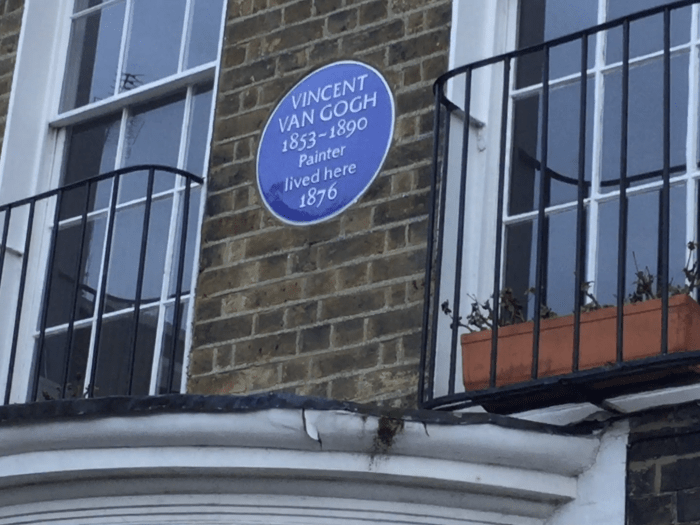 VINCENT
VAN GOGH
1853-1890
Painter
lived here
1876